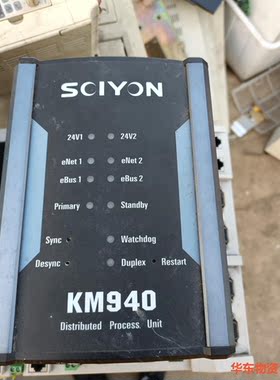 SCIYON
24V1 24V2
eNet 1 eNet 2
eBus 1 eBus 2
Primary Standby
Sync Watchdog
Desync Duplex Restart
KM940
Distributed Process Unit
华东物资